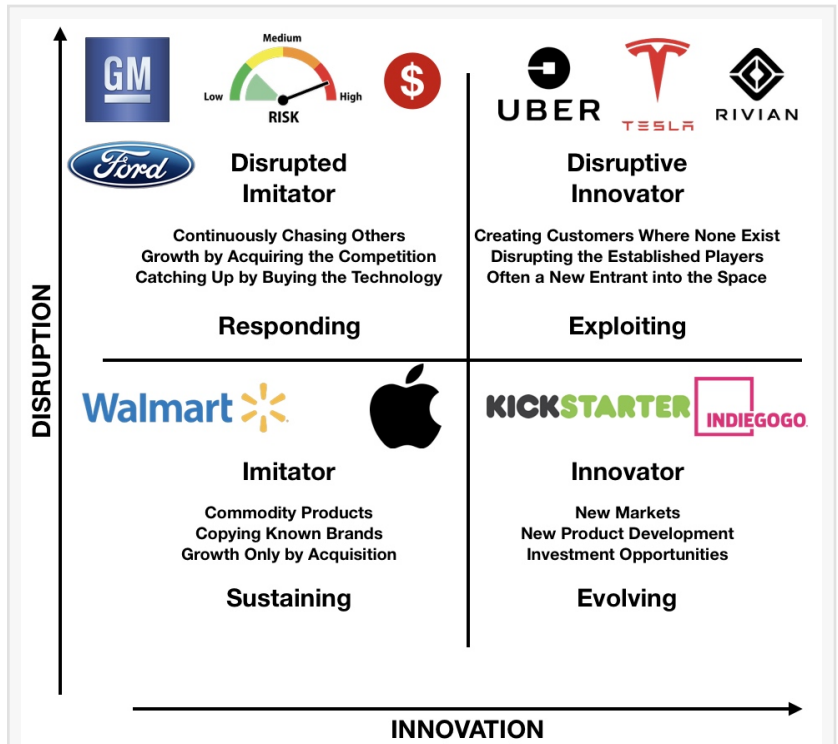 GM
Medium
Low
High
RISK
$
UBER
TESLA
RIVIAN
Ford
Disrupted
Imitator
Continuously Chasing Others
Growth by Acquiring the Competition
Catching Up by Buying the Technology
Responding
Disruptive
Innovator
Creating Customers Where None Exist
Disrupting the Established Players
Often a New Entrant into the Space
Exploiting
DISRUPTION
Walmart
Imitator
Commodity Products
Copying Known Brands
Growth Only by Acquisition
Sustaining
KICKSTARTER
INDIEGOGO
Innovator
New Markets
New Product Development
Investment Opportunities
Evolving
INNOVATION